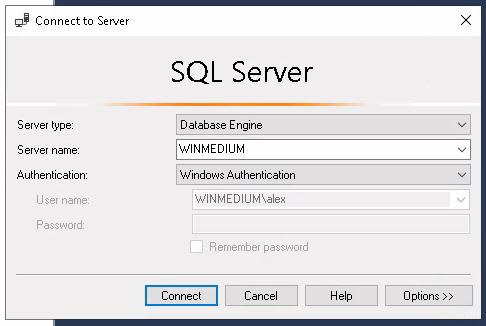 Connect to Server
SQL Server
Server type: Database Engine
Server name: WINMEDIUM
Authentication: Windows Authentication
User name: WINMEDIUM\alex
Password:
Remember password
Connect Cancel Help Options >>